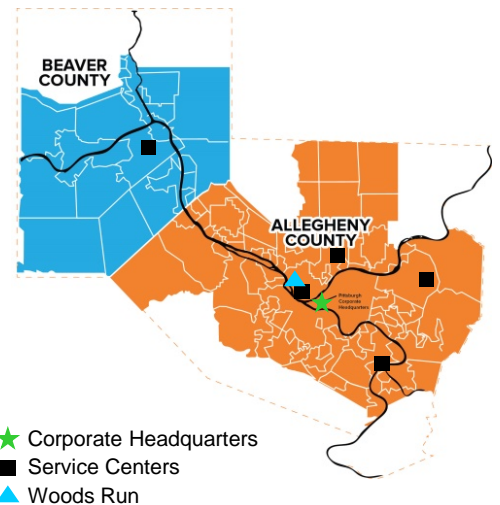 BEAVER
COUNTY
ALLEGHENY
COUNTY
Pittsburgh
Corporate
Headquarters
Corporate Headquarters
Service Centers
Woods Run